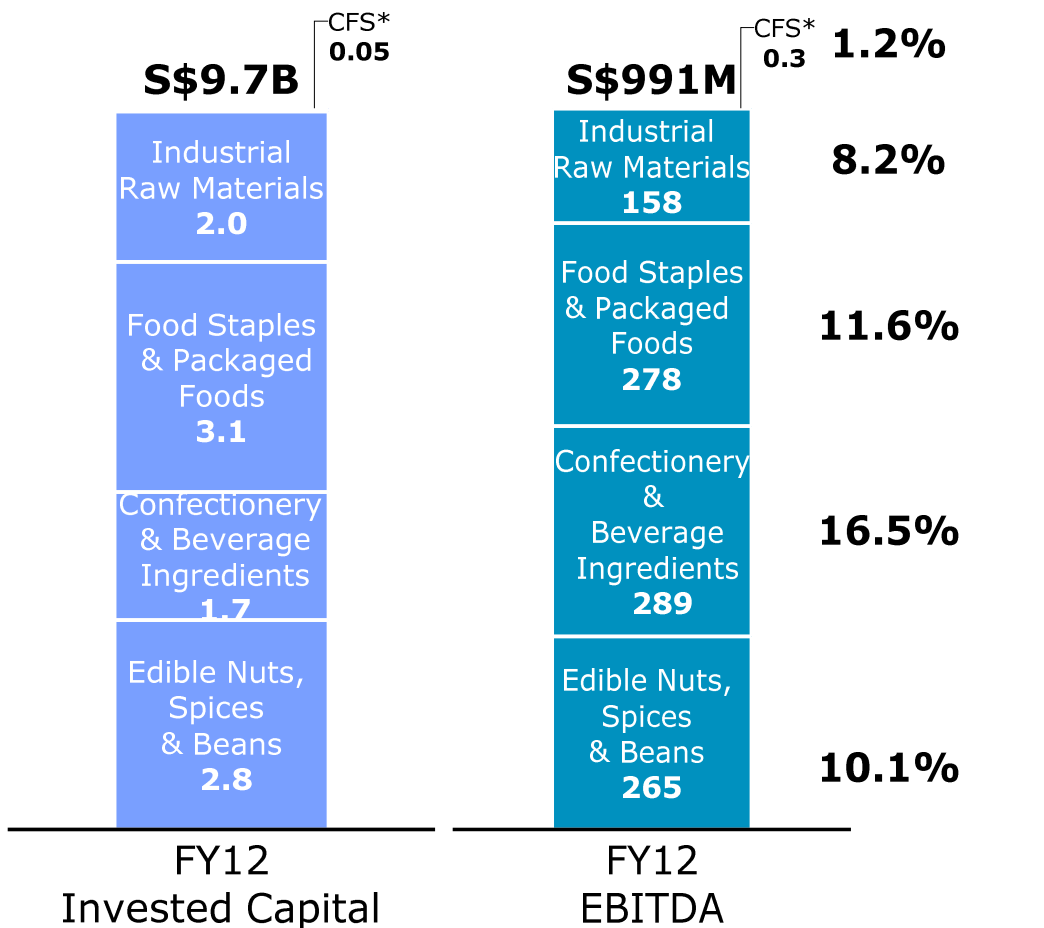 CFS*
0.05
S$9.7B
Industrial
Raw Materials
2.0
Food Staples
& Packaged
Foods
3.1
Confectionery
& Beverage
Ingredients
1.7
Edible Nuts,
Spices
& Beans
2.8
FY12
Invested Capital
CFS*
0.3
S$991M
Industrial
Raw Materials
158
Food Staples
& Packaged
Foods
278
Confectionery
&
Beverage
Ingredients
289
Edible Nuts,
Spices
& Beans
265
FY12
EBITDA
1.2%
8.2%
11.6%
16.5%
10.1%